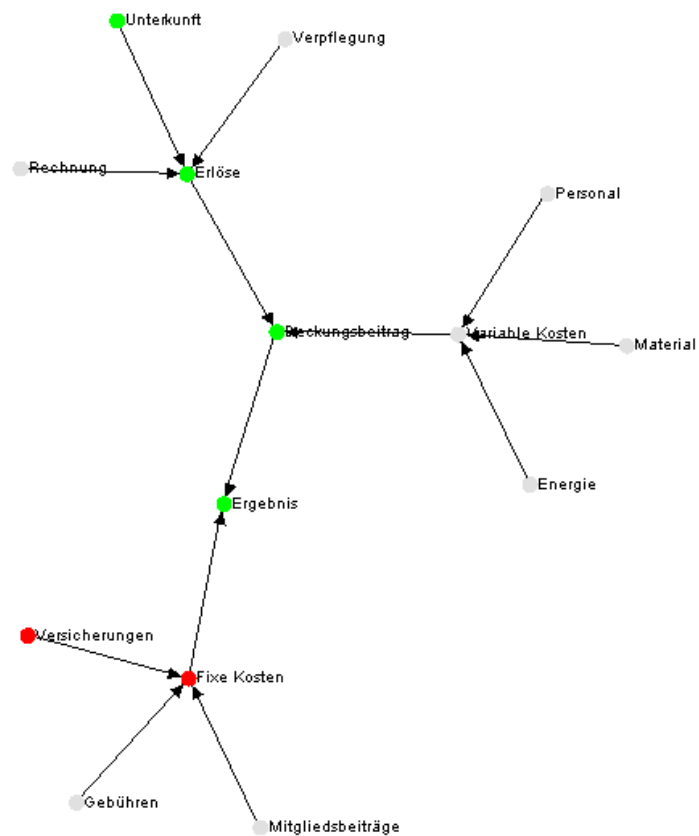 Unterkunft
Verpflegung
Rechnung
Erlöse
Personal
Deckungsbeitrag
Variable Kosten
Material
Energie
Ergebnis
Versicherungen
Fixe Kosten
Gebühren
Mitgliedsbeiträge